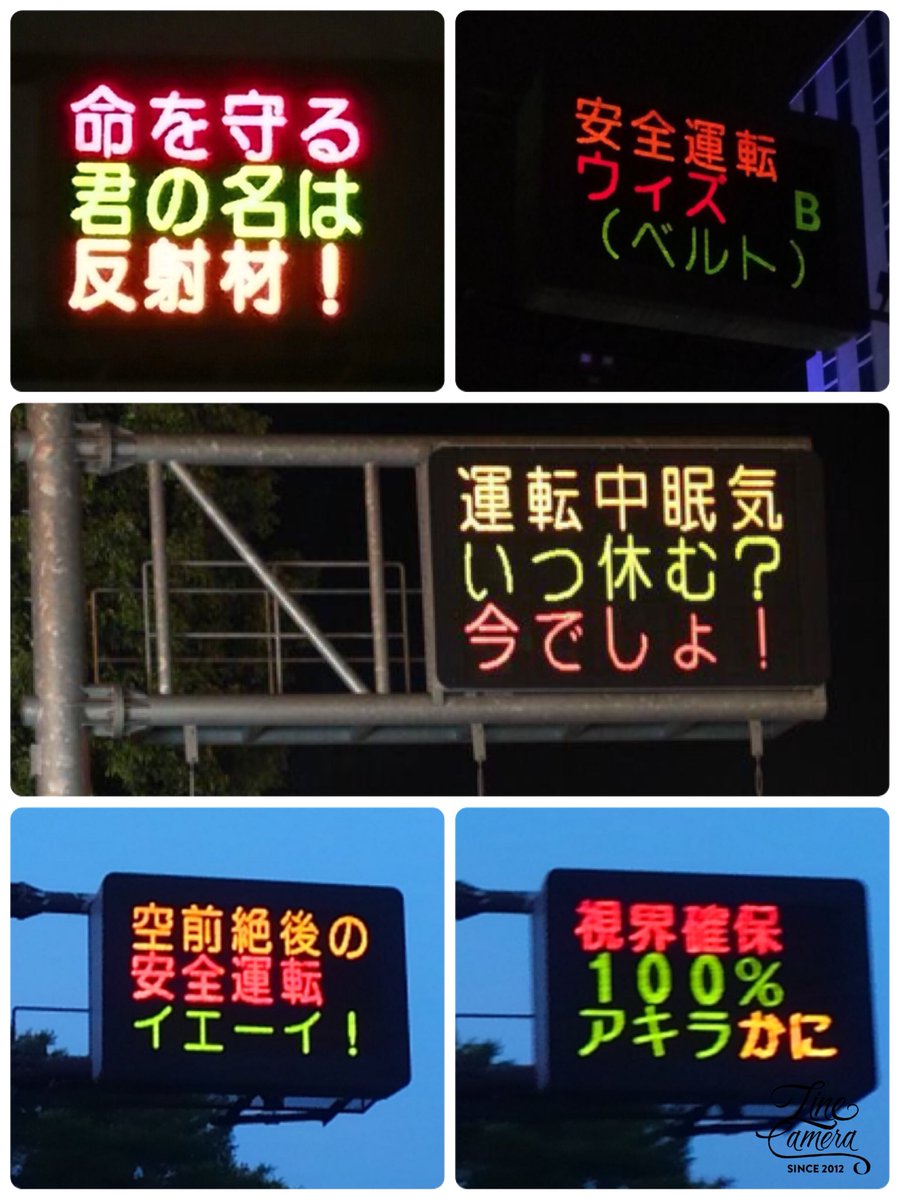 命を守る
君の名は
反射材！
安全運転
ウィズ B
（ベルト）
運転中眠気
いつ休む？
今でしょ！
空前絶後の
安全運転
イエーイ！
視界確保
１００％
アキラかに
Line
Camera
SINCE 2012